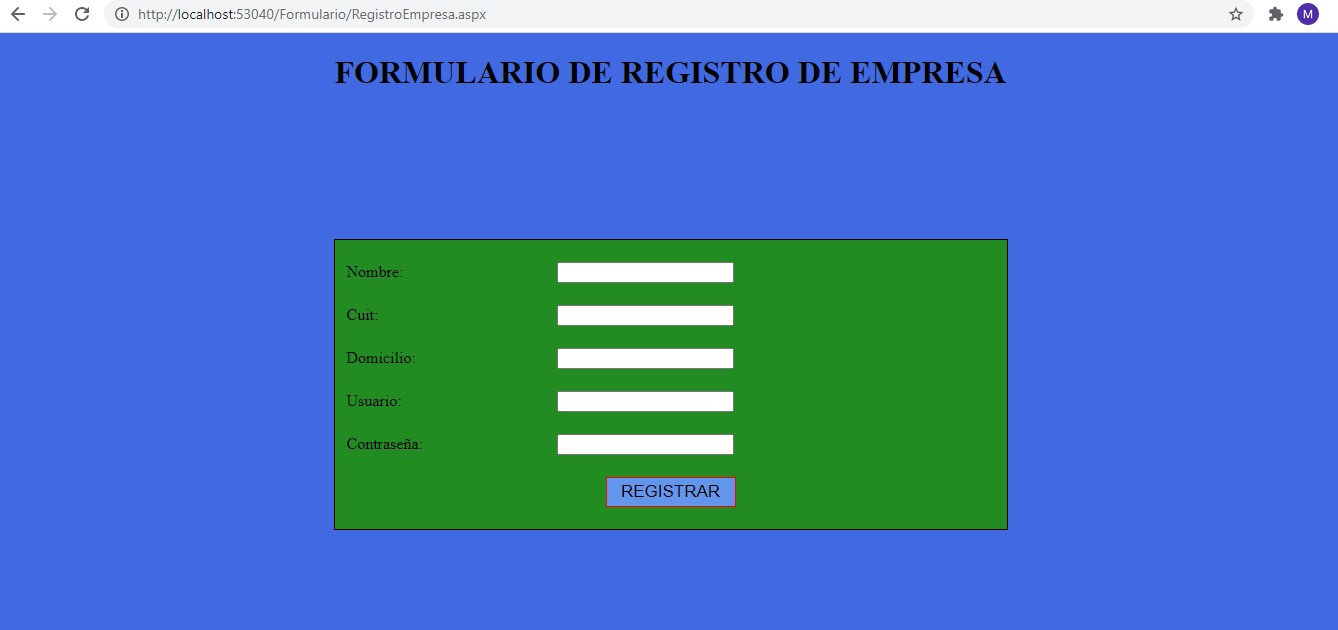 http://localhost:53040/Formulario/RegistroEmpresa.aspx
M
FORMULARIO DE REGISTRO DE EMPRESA
Nombre:
Cuit:
Domicilio:
Usuario:
Contraseña:
REGISTRAR